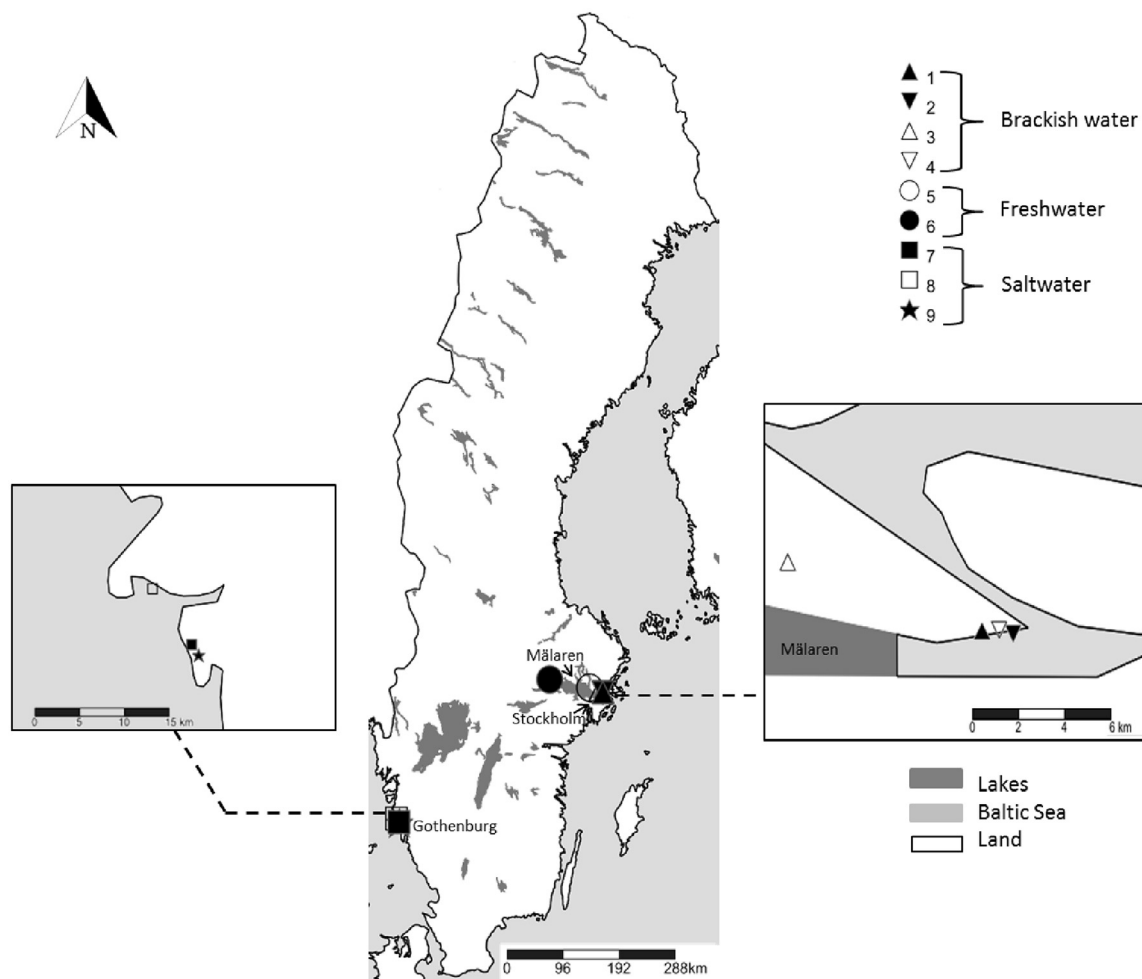 N
1
2
3
4
Brackish water
5
6
Freshwater
7
8
9
Saltwater
Mälaren
Stockholm
Gothenburg
0 96 192 288km
0 5 10 15 km
Mälaren
0 2 4 6 km
Lakes
Baltic Sea
Land